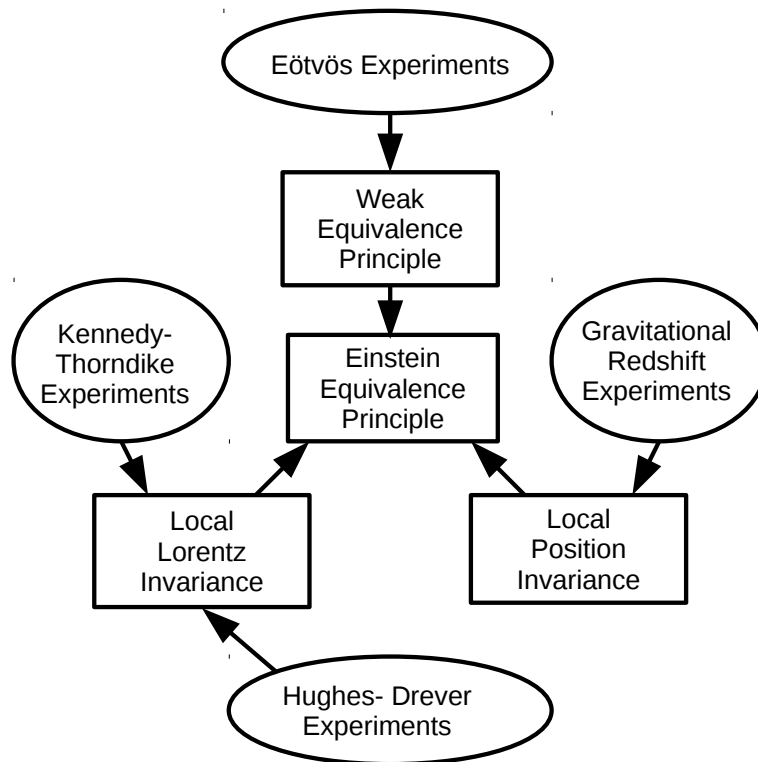 Eötvös Experiments
Weak
Equivalence
Principle
Kennedy-
Thorndike
Experiments
Einstein
Equivalence
Principle
Gravitational
Redshift
Experiments
Local
Lorentz
Invariance
Local
Position
Invariance
Hughes- Drever
Experiments